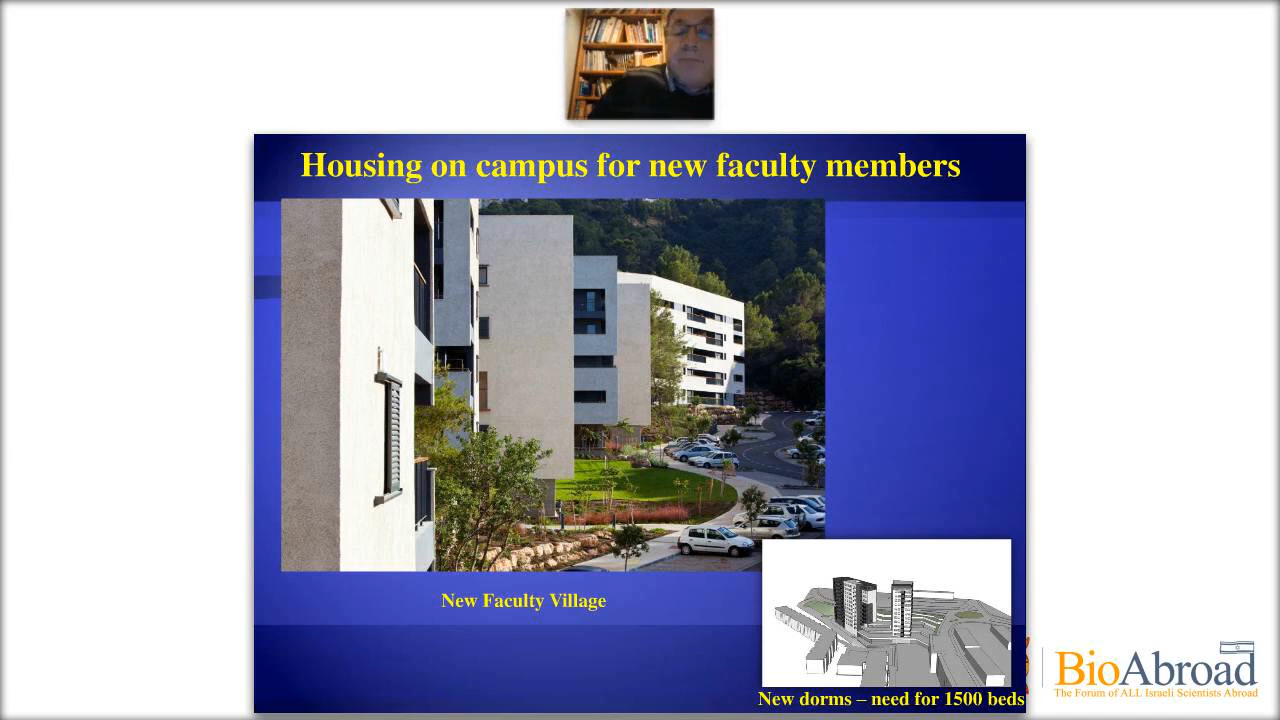 Housing on campus for new faculty members
New Faculty Village
New dorms – need for 1500 beds
BioAbroad
The Forum of ALL Israeli Scientists Abroad